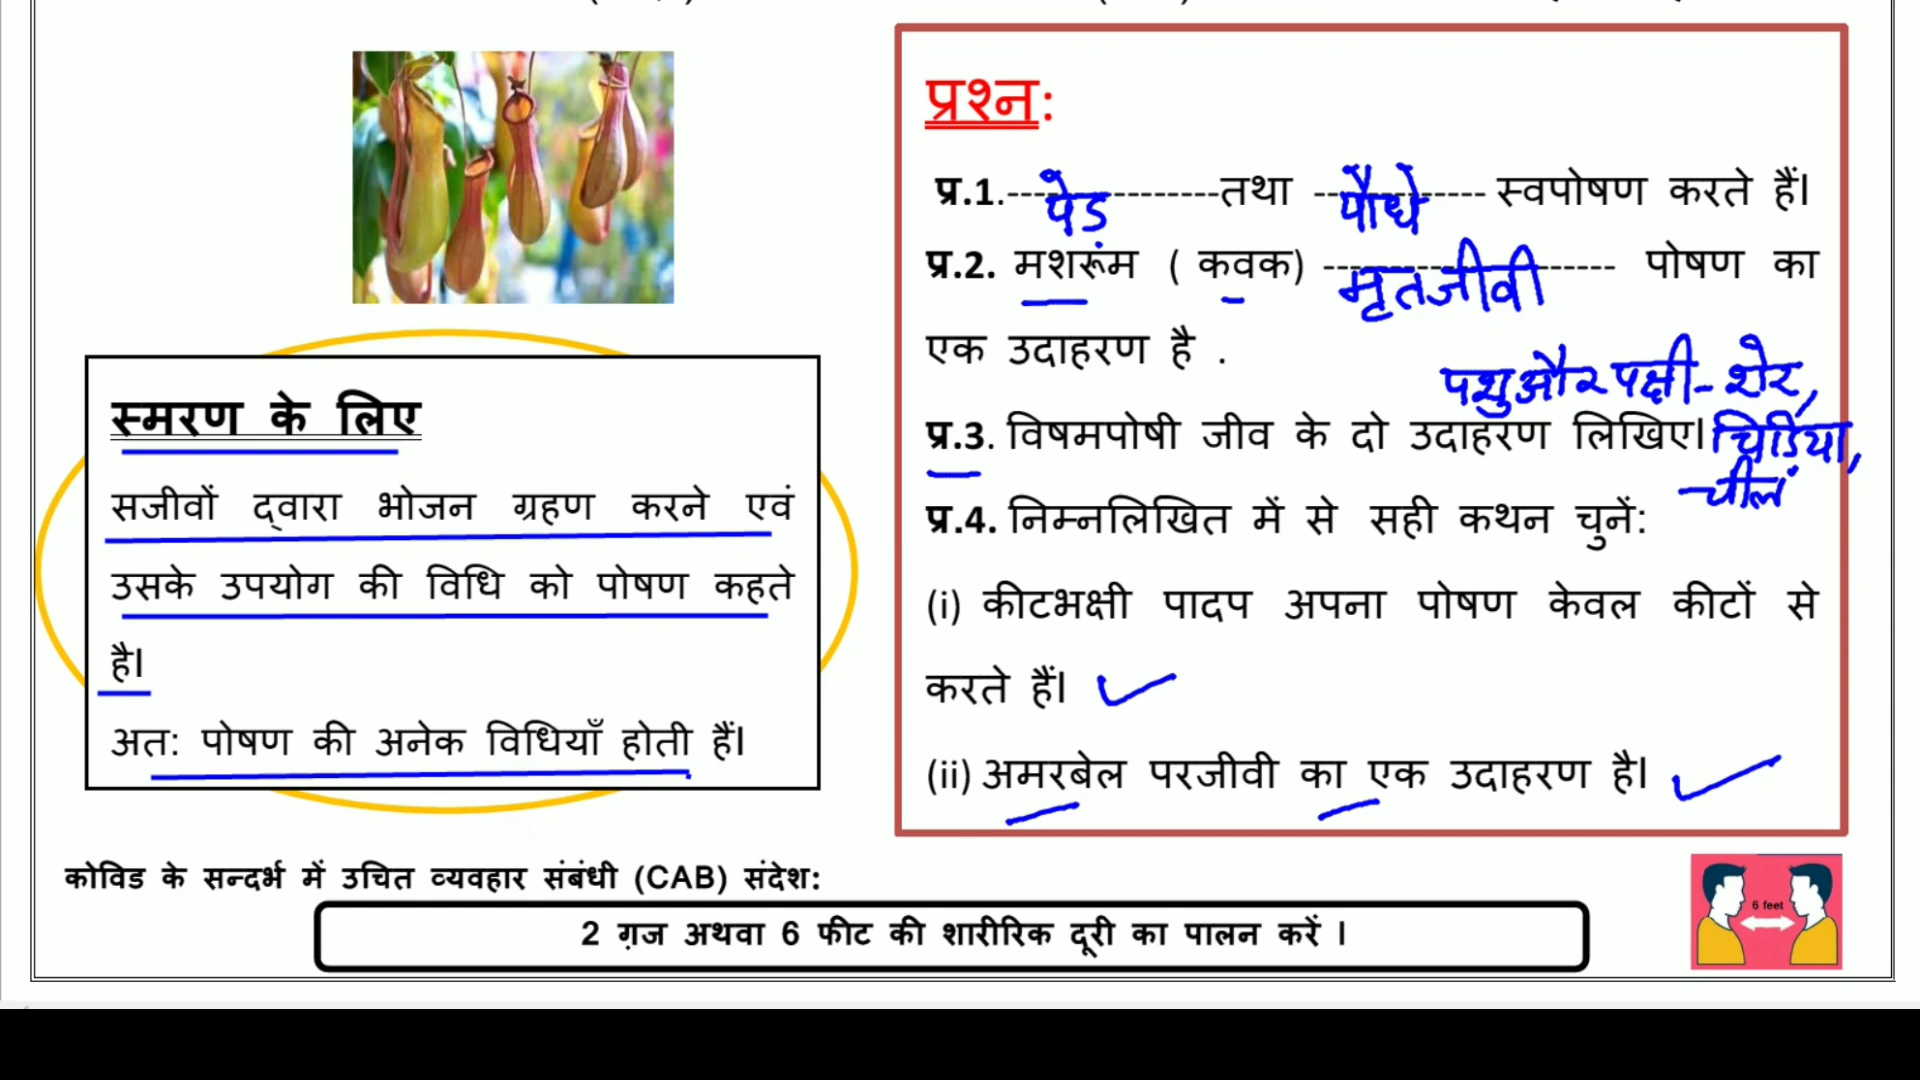 प्रश्न:
प्र.1.---पेड---तथा ---पौधे--- स्वपोषण करते हैं।
प्र.2. मशरूंम ( कवक) ---मृतजीवी--- पोषण का
एक उदाहरण है .
पशु और पक्षी - शेर,
प्र.3. विषमपोषी जीव के दो उदाहरण लिखिए। चिडिया,
चील
प्र.4. निम्नलिखित में से सही कथन चुनें:
(i) कीटभक्षी पादप अपना पोषण केवल कीटों से
करते हैं।
(ii) अमरबेल परजीवी का एक उदाहरण है।
स्मरण के लिए
सजीवों द्वारा भोजन ग्रहण करने एवं
उसके उपयोग की विधि को पोषण कहते
है।
अत: पोषण की अनेक विधियाँ होती हैं।
कोविड के सन्दर्भ में उचित व्यवहार संबंधी (CAB) संदेश:
2 ग़ज अथवा 6 फीट की शारीरिक दूरी का पालन करें ।
6 feet